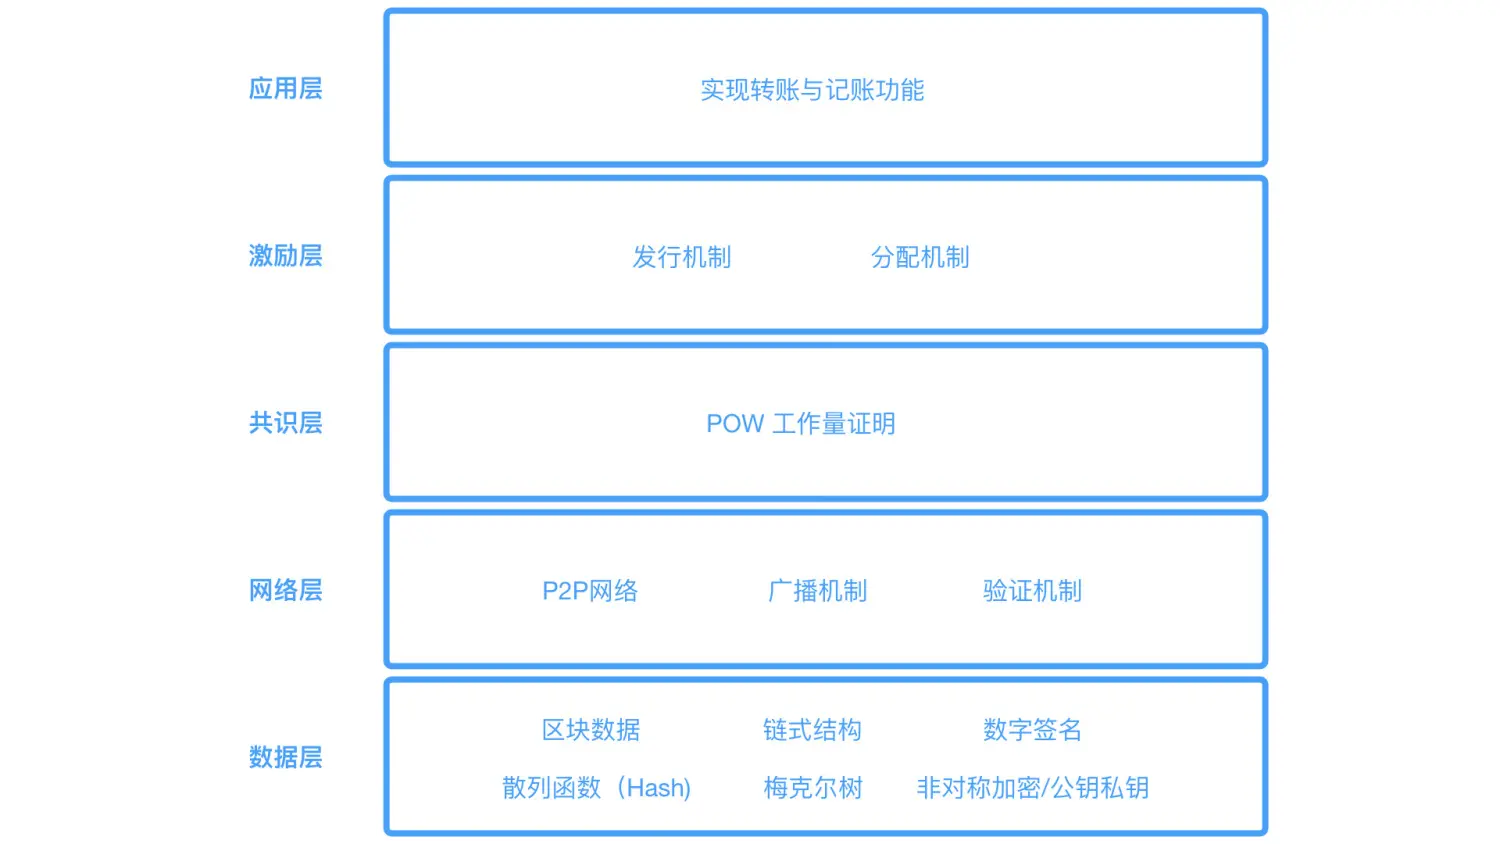 应用层
实现转账与记账功能
激励层
发行机制 分配机制
共识层
POW 工作量证明
网络层
P2P网络 广播机制 验证机制
数据层
区块数据 链式结构 数字签名
散列函数（Hash) 梅克尔树 非对称加密/公钥私钥